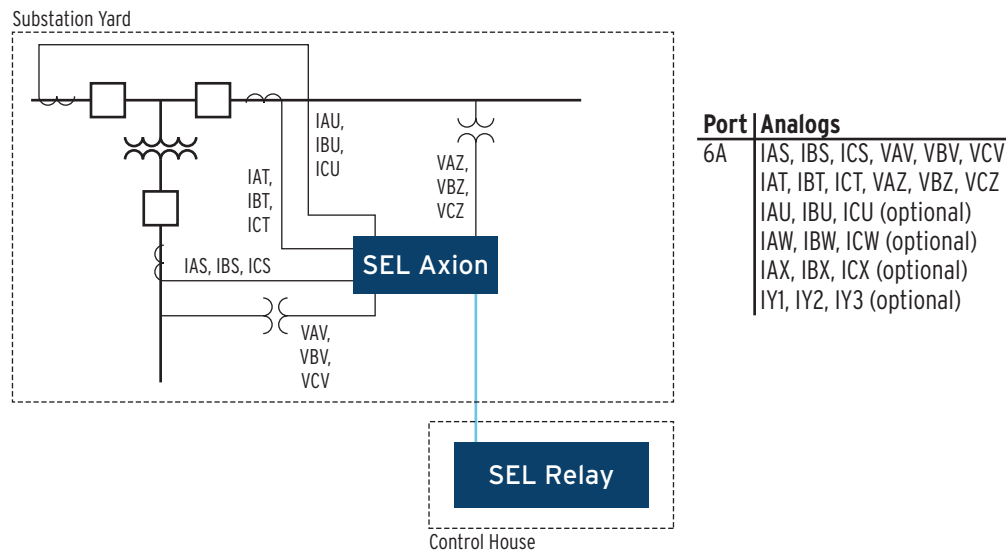 Substation Yard
IAU,
IBU,
ICU
IAT,
IBT,
ICT
VAZ,
VBZ,
VCZ
SEL Axion
IAS, IBS, ICS
VAV,
VBV,
VCV
SEL Relay
Control House
Port Analogs
6A IAS, IBS, ICS, VAV, VBV, VCV
IAT, IBT, ICT, VAZ, VBZ, VCZ
IAU, IBU, ICU (optional)
IAW, IBW, ICW (optional)
IAX, IBX, ICX (optional)
IY1, IY2, IY3 (optional)